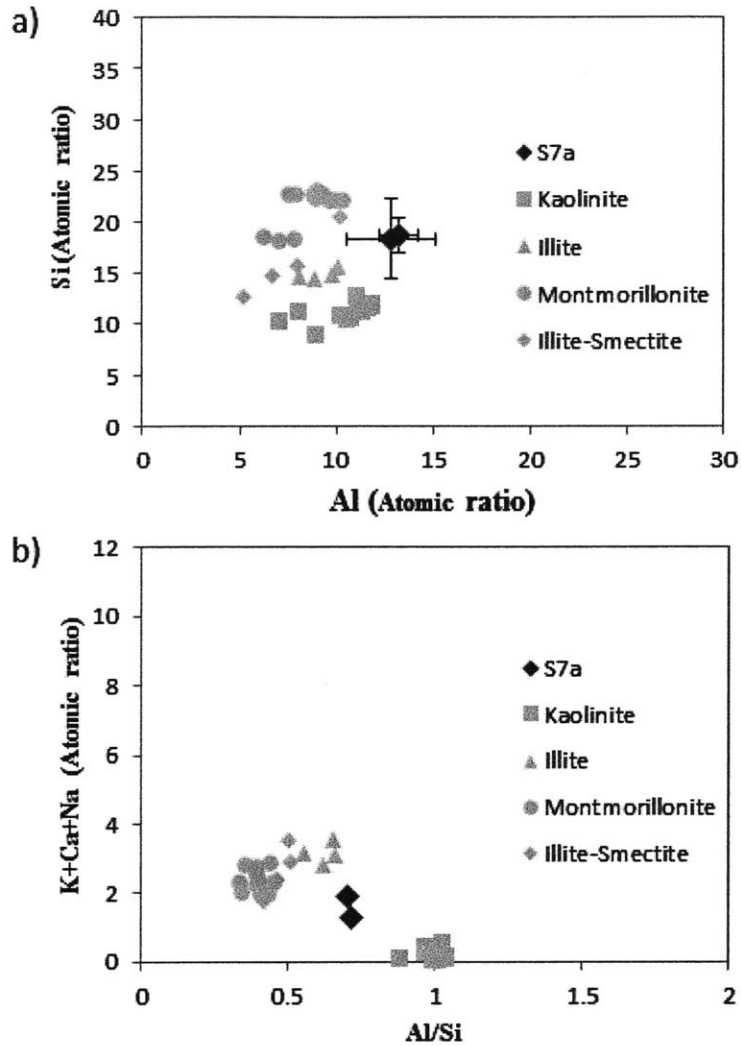 a)
Si(Atomic ratio)
40
35
30
25
20
15
10
5
0
0 5 10 15 20 25 30
Al (Atomic ratio)
S7a
Kaolinite
Illite
Montmorillonite
Illite-Smectite
b)
K+Ca+Na (Atomic ratio)
12
10
8
6
4
2
0
0 0.5 1 1.5 2
Al/Si
S7a
Kaolinite
Illite
Montmorillonite
Illite-Smectite